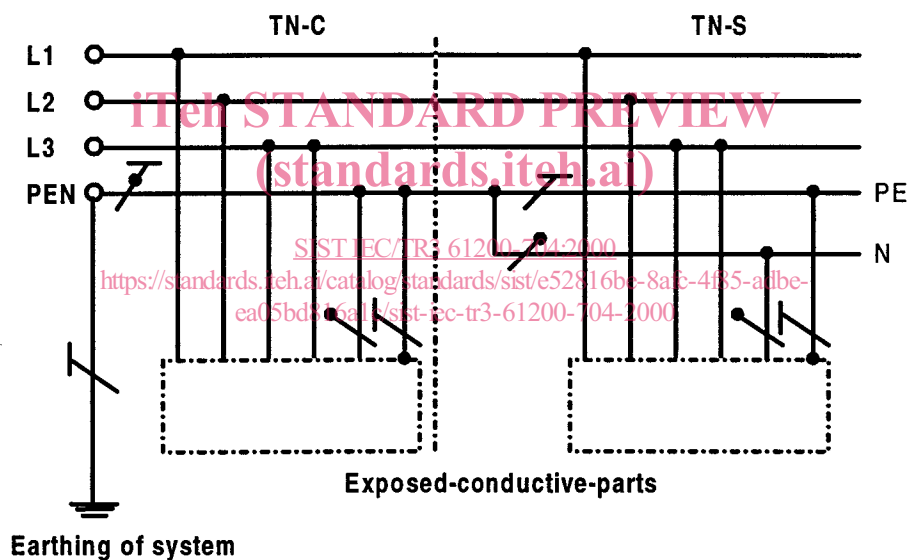 TN-C
TN-S
L1
L2
iTeh STANDARD PREVIEW
L3
(standards.iteh.ai)
PEN
PE
SIST IEC/TR3 61200-704:2000
N
https://standards.iteh.ai/catalog/standards/sist/e52816be-8afc-4f35-adbe-
ea05bd816a1c/sist-iec-tr3-61200-704-2000
Exposed-conductive-parts
Earthing of system